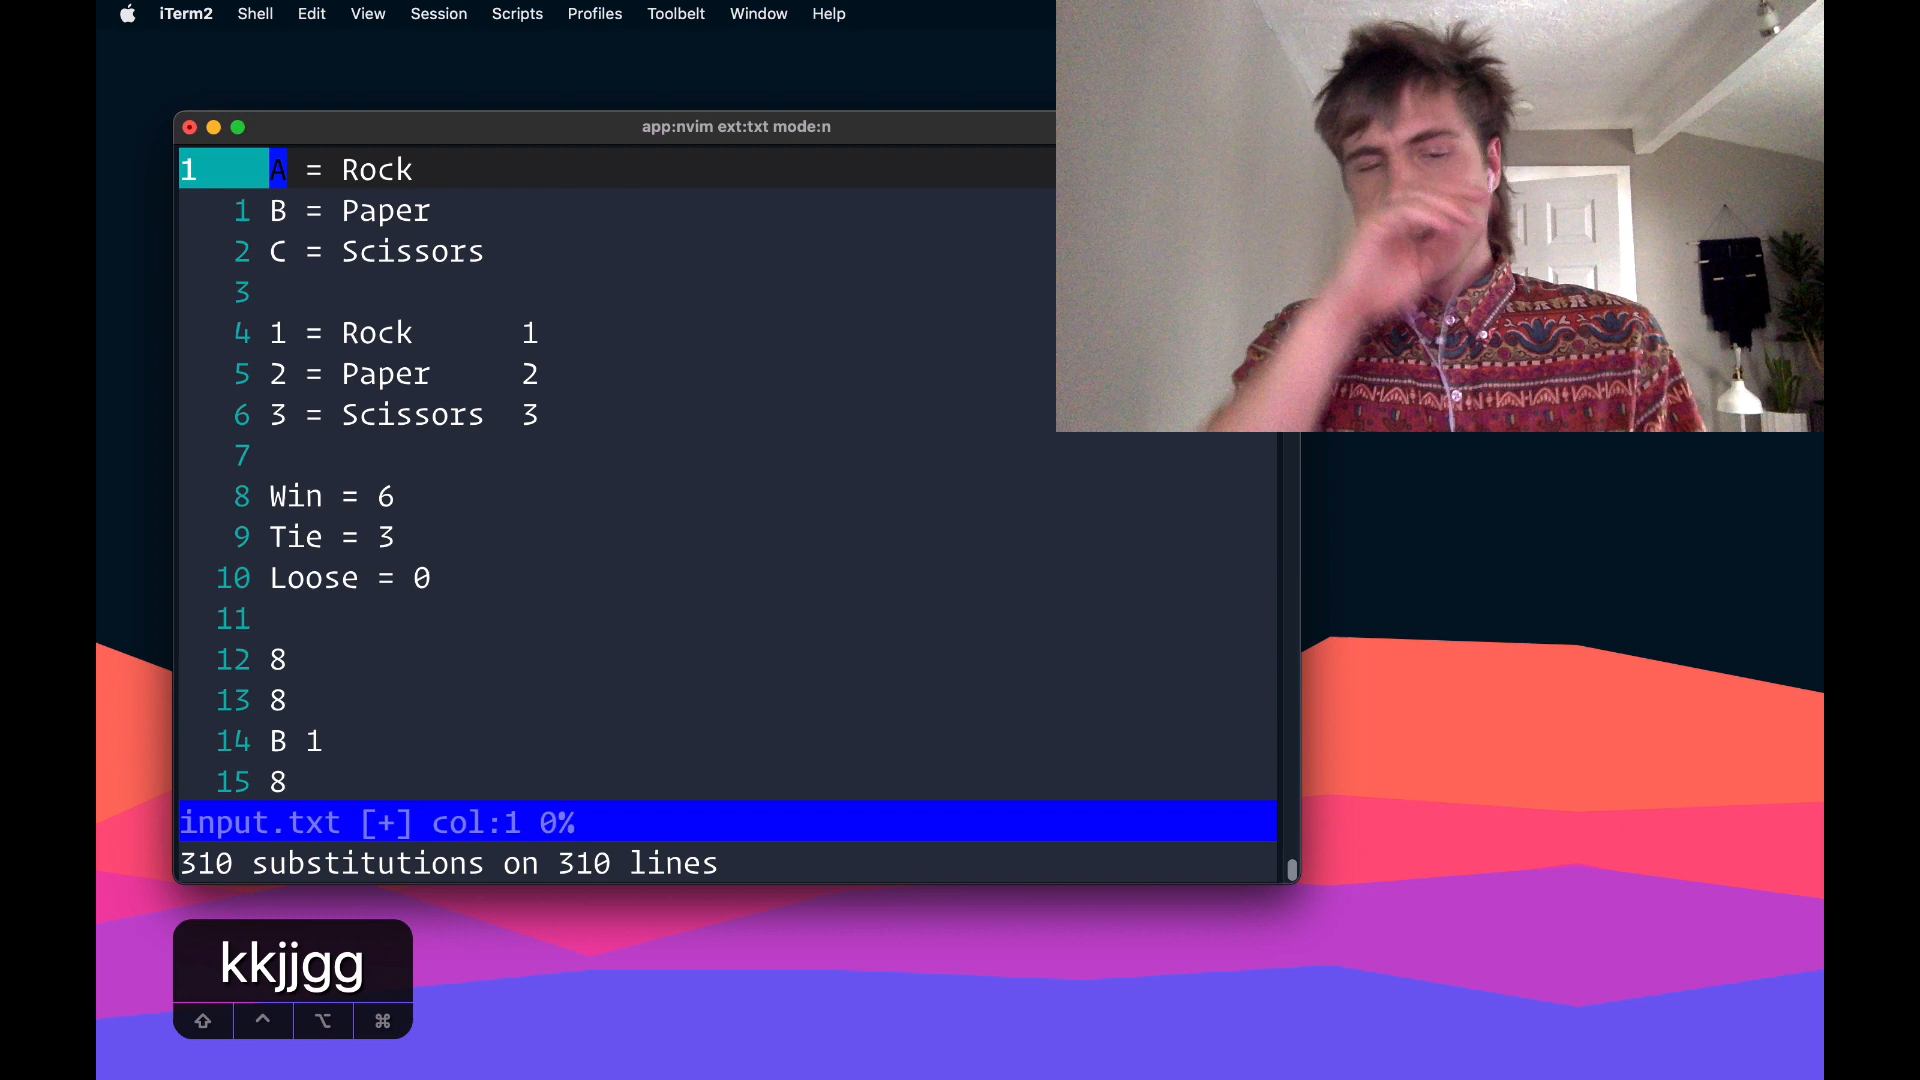 iTerm2 Shell Edit View Session Scripts Profiles Toolbelt Window Help
app:nvim ext:txt mode:n
1 A = Rock
1 B = Paper
2 C = Scissors
3
4 1 = Rock 1
5 2 = Paper 2
6 3 = Scissors 3
7
8 Win = 6
9 Tie = 3
10 Loose = 0
11
12 8
13 8
14 B 1
15 8
input.txt [+] col:1 0%
310 substitutions on 310 lines
kkjjgg
⇧ ^ ⌥ ⌘